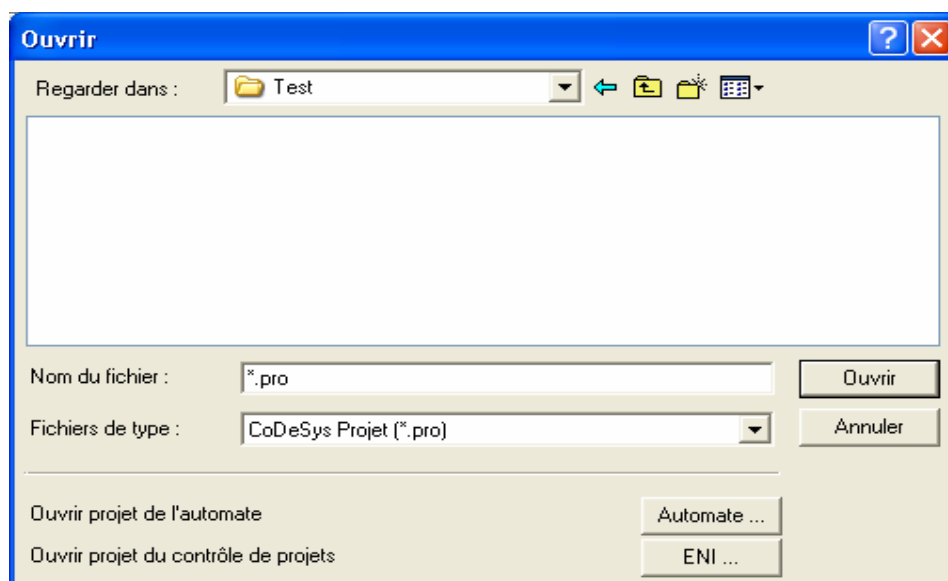 Ouvrir
Regarder dans : Test
Nom du fichier : *.pro Ouvrir
Fichiers de type : CoDeSys Projet (*.pro) Annuler
Ouvrir projet de l'automate Automate ...
Ouvrir projet du contrôle de projets ENI ...